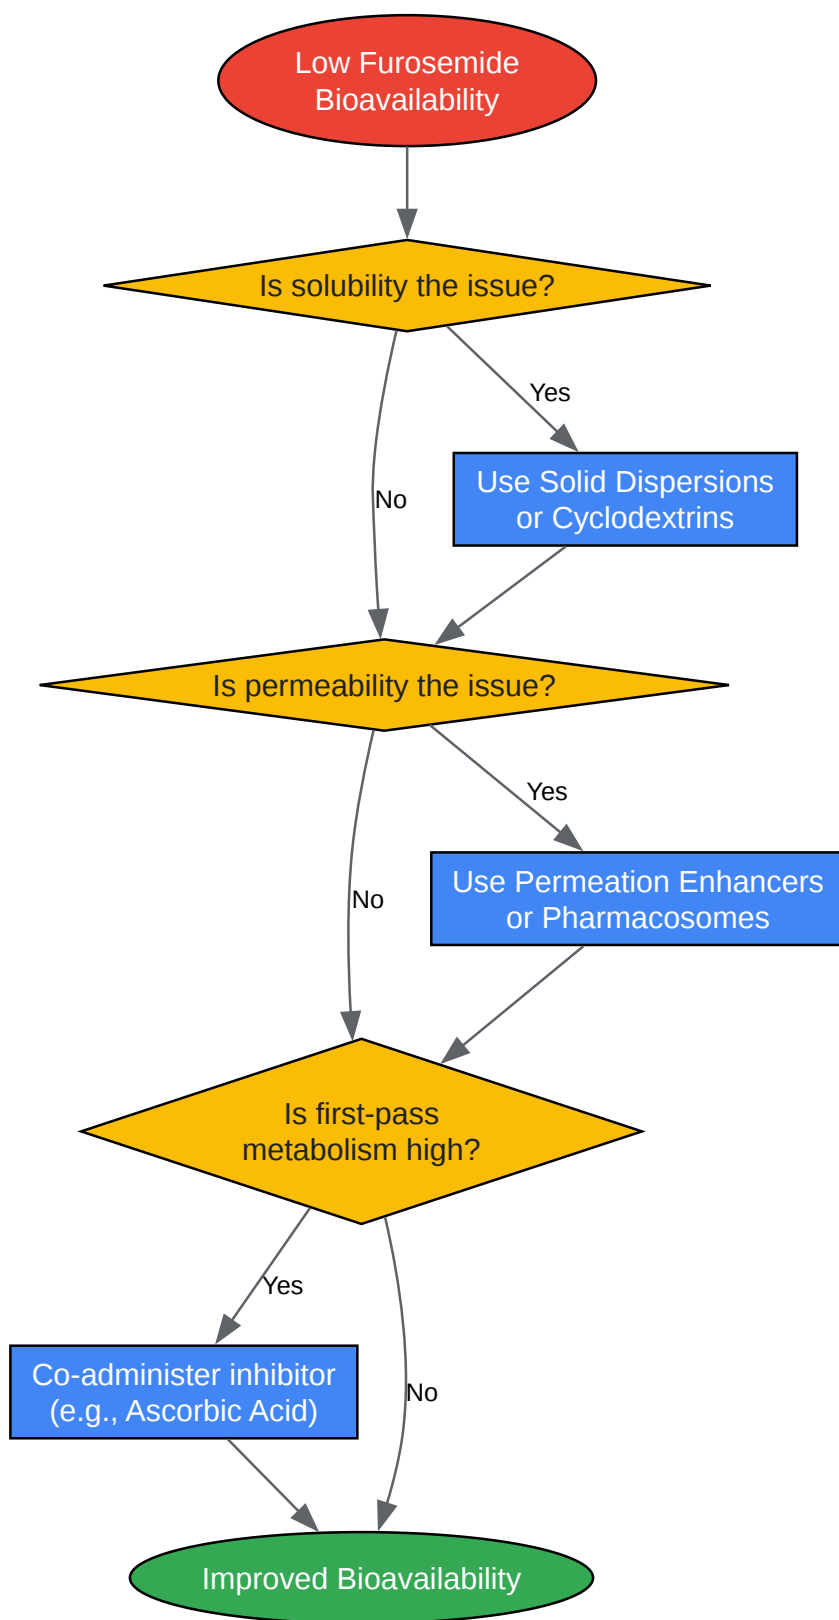 Low Furosemide
Bioavailability
Is solubility the issue?
Yes
Use Solid Dispersions
or Cyclodextrins
No
Is permeability the issue?
Yes
Use Permeation Enhancers
or Pharmacosomes
No
Is first-pass
metabolism high?
Yes
Co-administer inhibitor
(e.g., Ascorbic Acid)
No
Improved Bioavailability